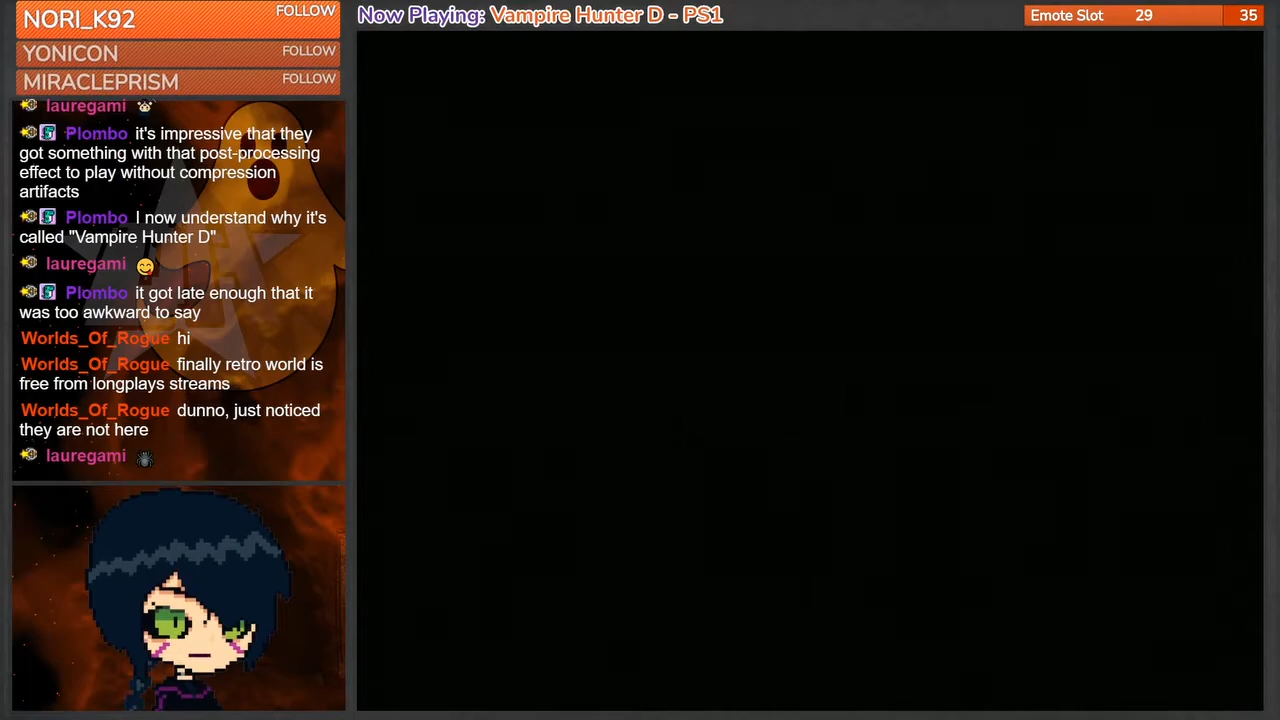 NORI_K92 FOLLOW
YONICON FOLLOW
MIRACLEPRISM FOLLOW
Now Playing: Vampire Hunter D - PS1
Emote Slot 29 35
lauregami
Plombo it's impressive that they
got something with that post-processing
effect to play without compression
artifacts
Plombo I now understand why it's
called "Vampire Hunter D"
lauregami
Plombo it got late enough that it
was too awkward to say
Worlds_Of_Rogue hi
Worlds_Of_Rogue finally retro world is
free from longplays streams
Worlds_Of_Rogue dunno, just noticed
they are not here
lauregami